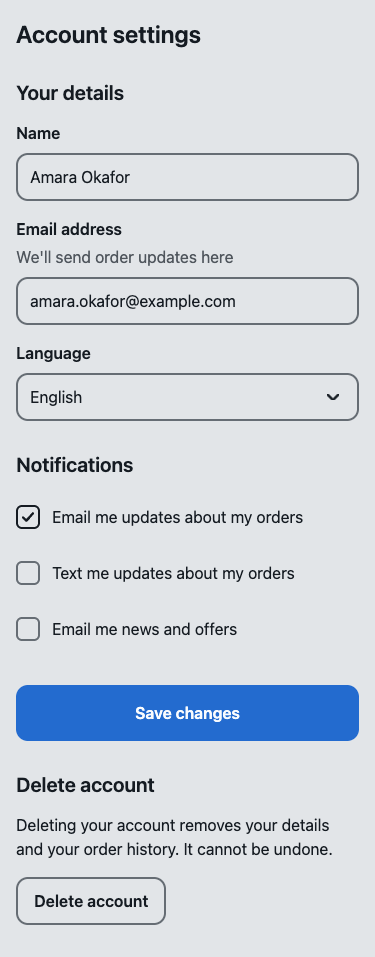 Account settings
Your details
Name
Amara Okafor
Email address
We'll send order updates here
amara.okafor@example.com
Language
English
Notifications
Email me updates about my orders
Text me updates about my orders
Email me news and offers
Save changes
Delete account
Deleting your account removes your details
and your order history. It cannot be undone.
Delete account